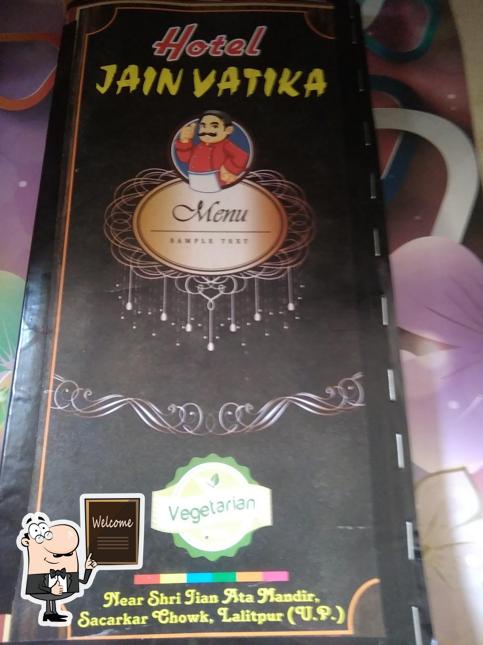 Hotel
JAIN VATIKA
Menu
SAMPLE TEXT
Vegetarian
Welcome
Near Shri Jian Ata Mandir,
Sacarkar Chowk, Lalitpur (U.P.)